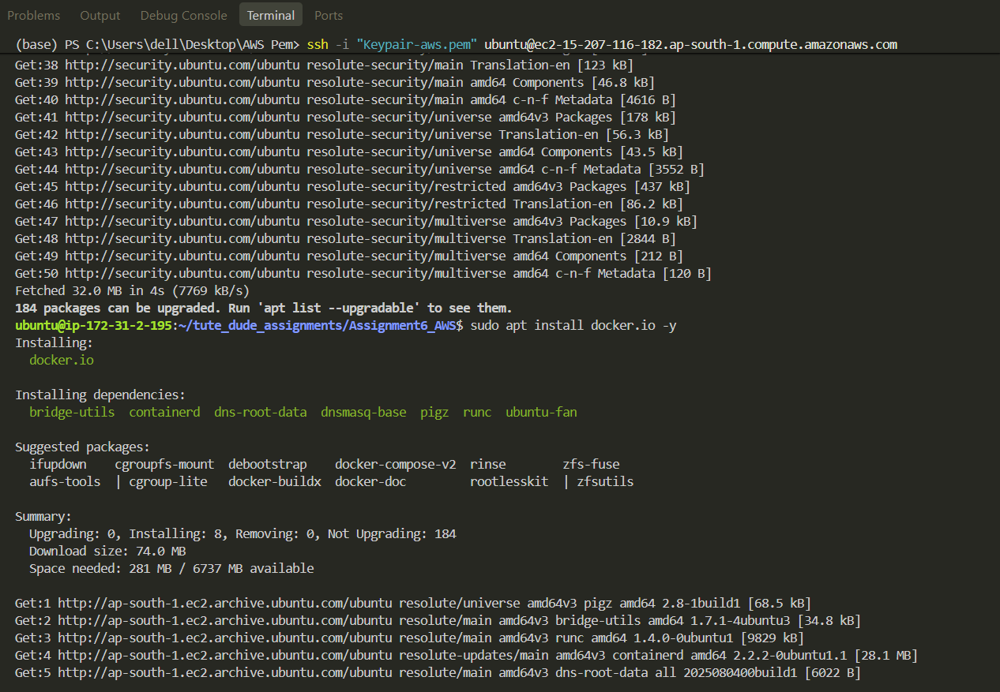 Problems Output Debug Console Terminal Ports
(base) PS C:\Users\dell\Desktop\AWS Pem> ssh -i "Keypair-aws.pem" ubuntu@ec2-15-207-116-182.ap-south-1.compute.amazonaws.com
Get:38 http://security.ubuntu.com/ubuntu resolute-security/main Translation-en [123 kB]
Get:39 http://security.ubuntu.com/ubuntu resolute-security/main amd64 Components [46.8 kB]
Get:40 http://security.ubuntu.com/ubuntu resolute-security/main amd64 c-n-f Metadata [4616 B]
Get:41 http://security.ubuntu.com/ubuntu resolute-security/universe amd64v3 Packages [178 kB]
Get:42 http://security.ubuntu.com/ubuntu resolute-security/universe Translation-en [56.3 kB]
Get:43 http://security.ubuntu.com/ubuntu resolute-security/universe amd64 Components [43.5 kB]
Get:44 http://security.ubuntu.com/ubuntu resolute-security/universe amd64 c-n-f Metadata [3552 B]
Get:45 http://security.ubuntu.com/ubuntu resolute-security/restricted amd64v3 Packages [437 kB]
Get:46 http://security.ubuntu.com/ubuntu resolute-security/restricted Translation-en [86.2 kB]
Get:47 http://security.ubuntu.com/ubuntu resolute-security/multiverse amd64v3 Packages [10.9 kB]
Get:48 http://security.ubuntu.com/ubuntu resolute-security/multiverse Translation-en [2844 B]
Get:49 http://security.ubuntu.com/ubuntu resolute-security/multiverse amd64 Components [212 B]
Get:50 http://security.ubuntu.com/ubuntu resolute-security/multiverse amd64 c-n-f Metadata [120 B]
Fetched 32.0 MB in 4s (7769 kB/s)
184 packages can be upgraded. Run 'apt list --upgradable' to see them.
ubuntu@ip-172-31-2-195:~/tute_dude_assignments/Assignment6_AWS$ sudo apt install docker.io -y
Installing:
docker.io
Installing dependencies:
bridge-utils containerd dns-root-data dnsmasq-base pigz runc ubuntu-fan
Suggested packages:
ifupdown cgroupfs-mount debootstrap docker-compose-v2 rinse zfs-fuse
aufs-tools | cgroup-lite docker-buildx docker-doc rootlesskit | zfsutils
Summary:
Upgrading: 0, Installing: 8, Removing: 0, Not Upgrading: 184
Download size: 74.0 MB
Space needed: 281 MB / 6737 MB available
Get:1 http://ap-south-1.ec2.archive.ubuntu.com/ubuntu resolute/universe amd64v3 pigz amd64 2.8-1build1 [68.5 kB]
Get:2 http://ap-south-1.ec2.archive.ubuntu.com/ubuntu resolute/main amd64v3 bridge-utils amd64 1.7.1-4ubuntu3 [34.8 kB]
Get:3 http://ap-south-1.ec2.archive.ubuntu.com/ubuntu resolute/main amd64v3 runc amd64 1.4.0-0ubuntu1 [9829 kB]
Get:4 http://ap-south-1.ec2.archive.ubuntu.com/ubuntu resolute-updates/main amd64v3 containerd amd64 2.2.2-0ubuntu1.1 [28.1 MB]
Get:5 http://ap-south-1.ec2.archive.ubuntu.com/ubuntu resolute/main amd64v3 dns-root-data all 2025080400build1 [6022 B]